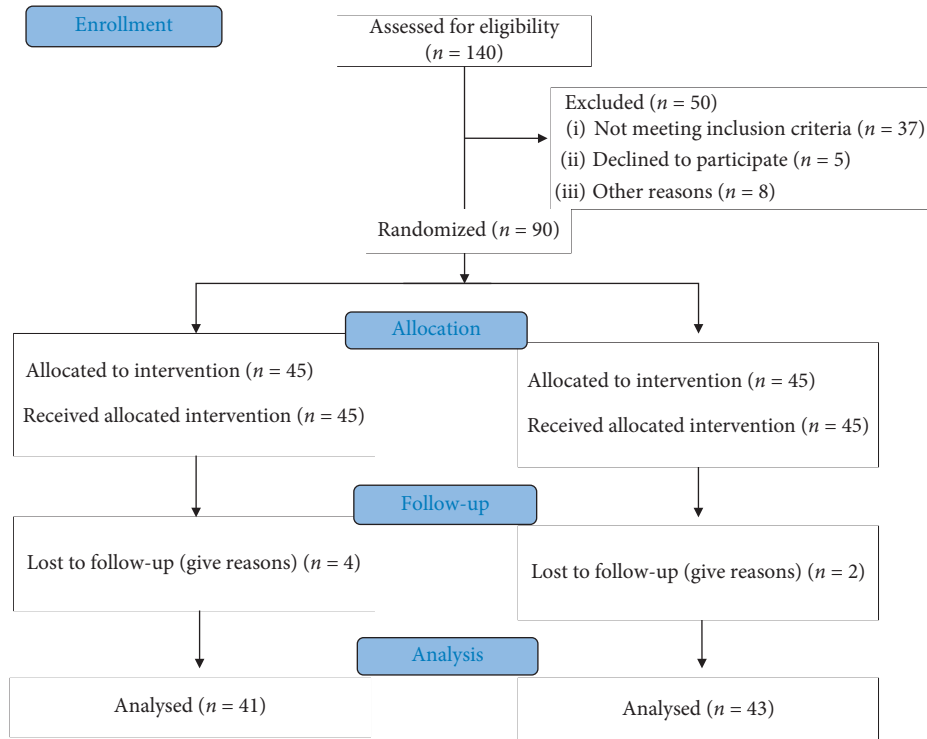 Enrollment
Assessed for eligibility
(n = 140)
Excluded (n = 50)
(i) Not meeting inclusion criteria (n = 37)
(ii) Declined to participate (n = 5)
(iii) Other reasons (n = 8)
Randomized (n = 90)
Allocation
Allocated to intervention (n = 45)
Received allocated intervention (n = 45)
Allocated to intervention (n = 45)
Received allocated intervention (n = 45)
Follow-up
Lost to follow-up (give reasons) (n = 4)
Lost to follow-up (give reasons) (n = 2)
Analysis
Analysed (n = 41)
Analysed (n = 43)